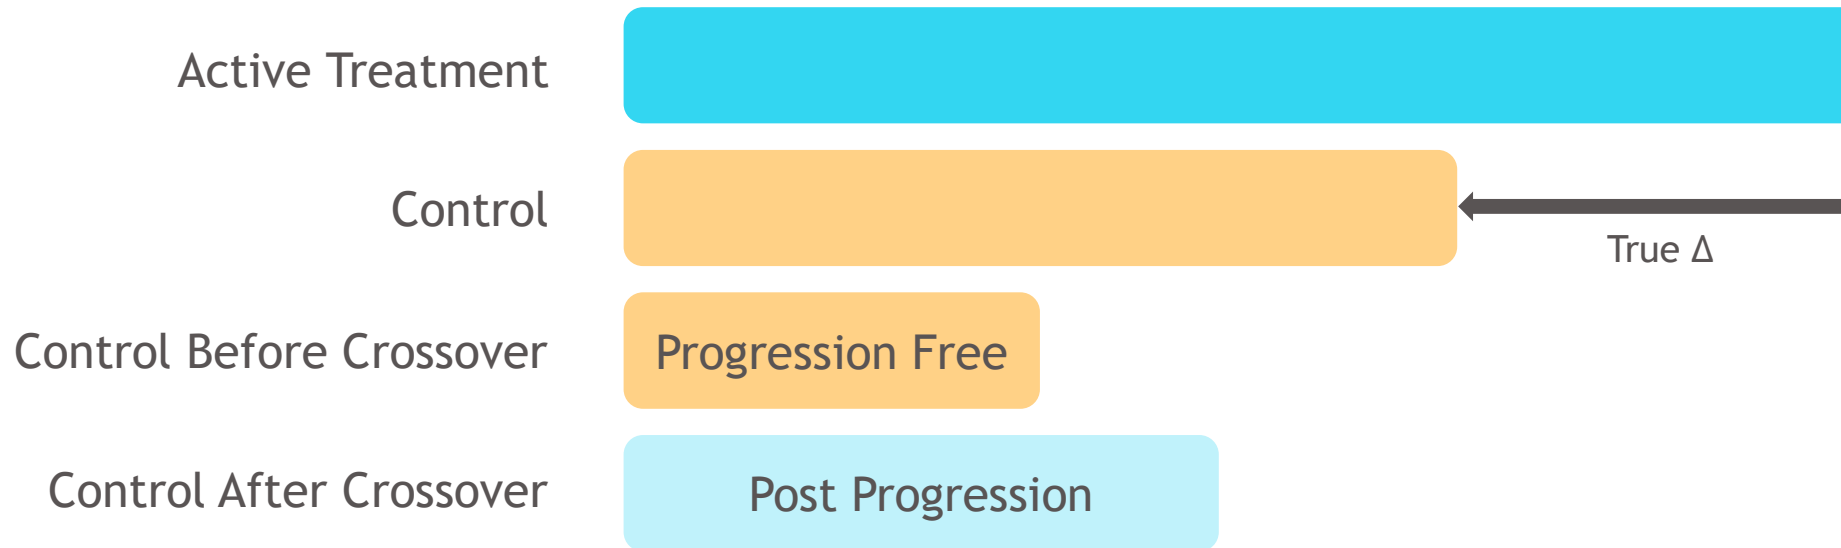 Active Treatment
Control
True Δ
Control Before Crossover
Progression Free
Control After Crossover
Post Progression